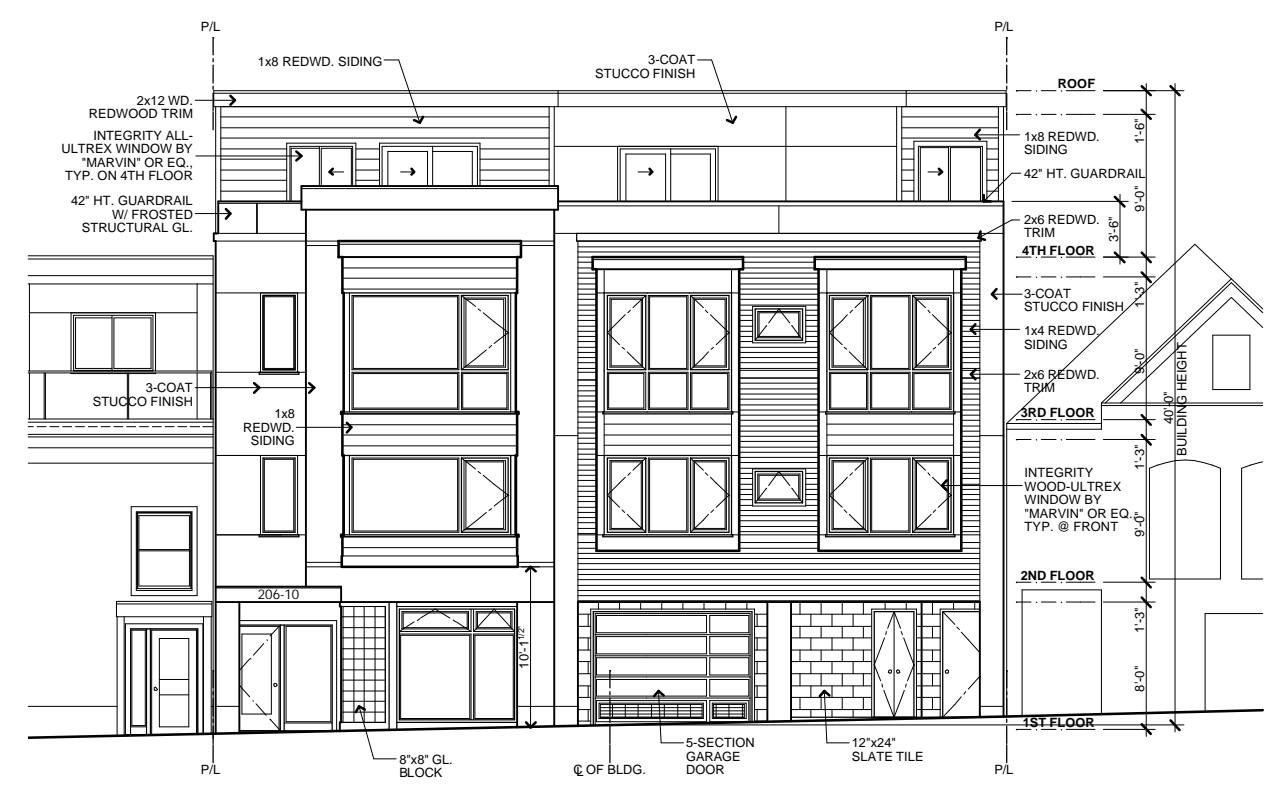 P/L
P/L
1x8 REDWD. SIDING
3-COAT
STUCCO FINISH
ROOF
2x12 WD.
REDWOOD TRIM
INTEGRITY ALL-
ULTREX WINDOW BY
"MARVIN" OR EQ.,
TYP. ON 4TH FLOOR
42" HT. GUARDRAIL
W/ FROSTED
STRUCTURAL GL.
1'-6"
1x8 REDWD.
SIDING
42" HT. GUARDRAIL
9'-0"
2x6 REDWD.
TRIM
3'-6"
4TH FLOOR
1'-3"
3-COAT
STUCCO FINISH
1x4 REDWD.
SIDING
9'-0"
2x6 REDWD.
TRIM
3RD FLOOR
40'-0"
BUILDING HEIGHT
3-COAT
STUCCO FINISH
1x8
REDWD.
SIDING
1'-3"
INTEGRITY
WOOD-ULTREX
WINDOW BY
"MARVIN" OR EQ.,
TYP. @ FRONT
9'-0"
2ND FLOOR
206-10
1'-3"
10'-1 1/2"
8'-0"
1ST FLOOR
8"x8" GL.
BLOCK
5-SECTION
GARAGE
DOOR
12"x24"
SLATE TILE
P/L
℄ OF BLDG.
P/L